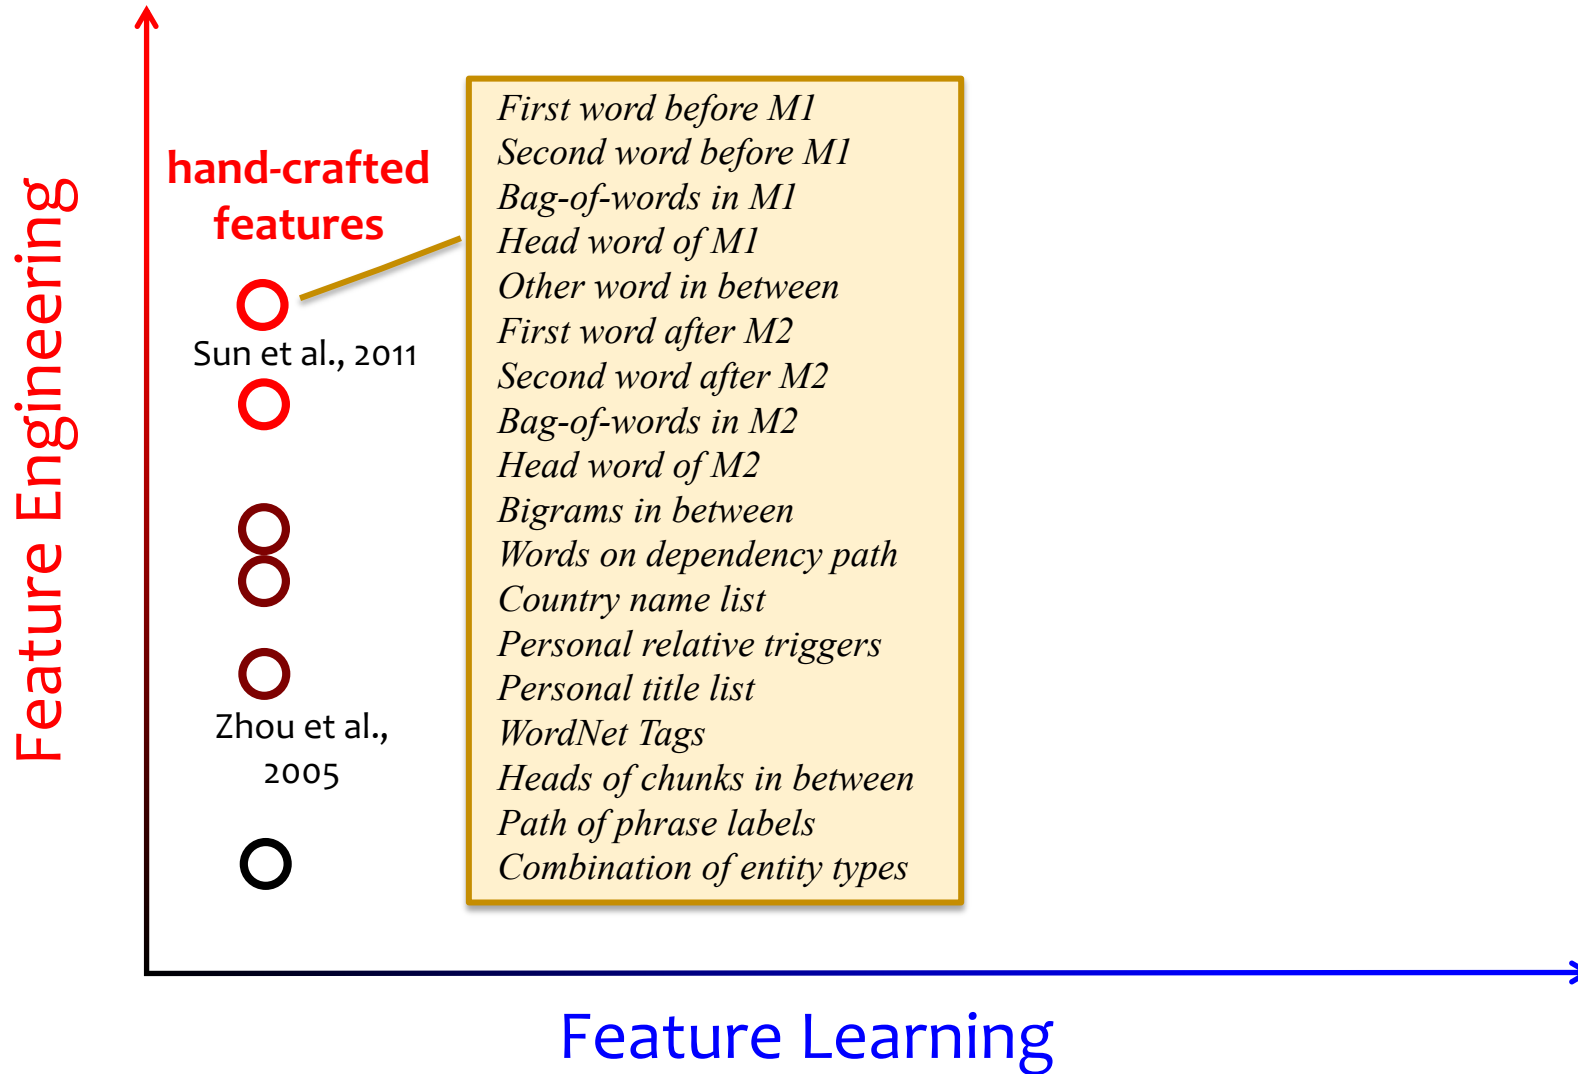 Feature Engineering
hand-crafted
features
Sun et al., 2011
Zhou et al.,
2005
First word before M1
Second word before M1
Bag-of-words in M1
Head word of M1
Other word in between
First word after M2
Second word after M2
Bag-of-words in M2
Head word of M2
Bigrams in between
Words on dependency path
Country name list
Personal relative triggers
Personal title list
WordNet Tags
Heads of chunks in between
Path of phrase labels
Combination of entity types
Feature Learning